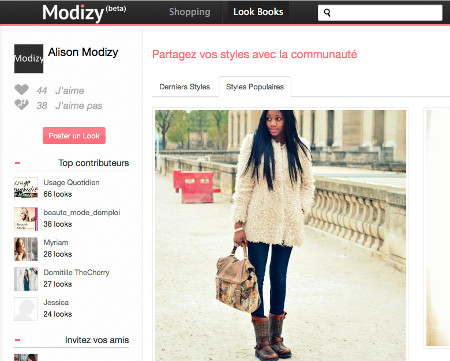 Modizy (beta)
Shopping
Look Books
Modizy
Alison Modizy
44 J'aime
38 J'aime pas
Poster un Look
Top contributeurs
Usage Quotidien
66 looks
beaute_mode_demploi
36 looks
Myriam
28 looks
Domitille TheCherry
27 looks
Jessica
24 looks
Invitez vos amis
Partagez vos styles avec la communauté
Derniers Styles
Styles Populaires